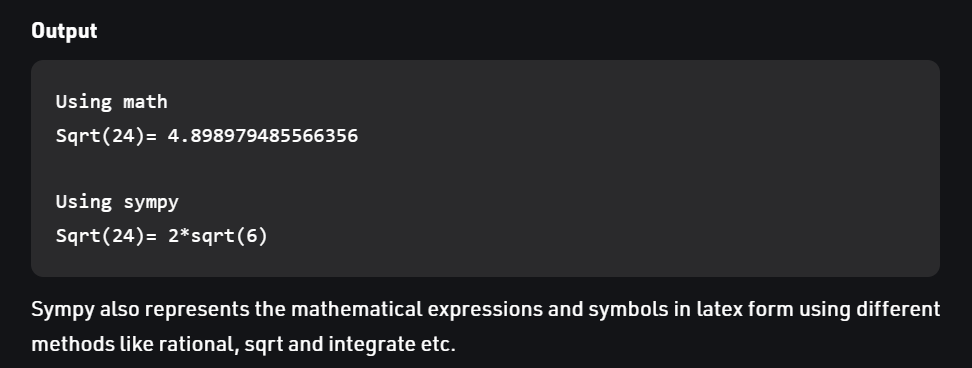 Output
Using math
Sqrt(24)= 4.898979485566356
Using sympy
Sqrt(24)= 2*sqrt(6)
Sympy also represents the mathematical expressions and symbols in latex form using different
methods like rational, sqrt and integrate etc.